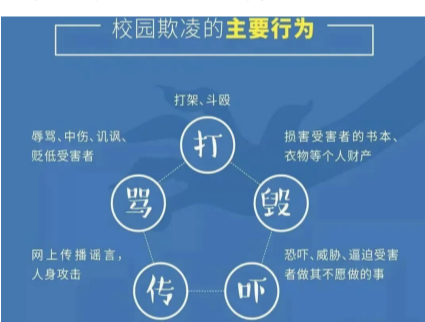 校园欺凌的主要行为
打架、斗殴
打
辱骂、中伤、讥讽、
贬低受害者
骂
损害受害者的书本、
衣物等个人财产
毁
网上传播谣言，
人身攻击
传
恐吓、威胁、逼迫受害
者做其不愿做的事
吓